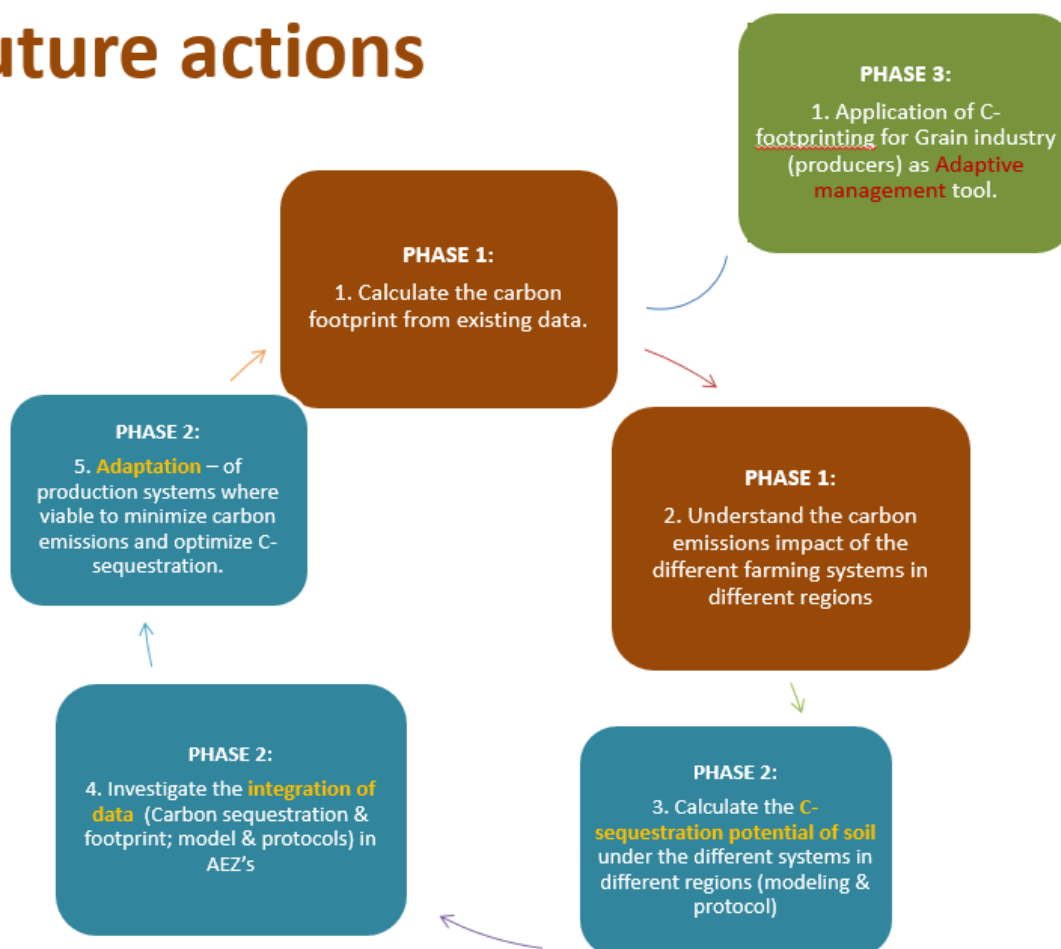 uture actions
PHASE 3:
1. Application of C-
footprinting for Grain industry
(producers) as Adaptive
management tool.
PHASE 1:
1. Calculate the carbon
footprint from existing data.
PHASE 1:
2. Understand the carbon
emissions impact of the
different farming systems in
different regions
PHASE 2:
3. Calculate the C-
sequestration potential of soil
under the different systems in
different regions (modeling &
protocol)
PHASE 2:
4. Investigate the integration of
data (Carbon sequestration &
footprint; model & protocols) in
AEZ’s
PHASE 2:
5. Adaptation – of
production systems where
viable to minimize carbon
emissions and optimize C-
sequestration.